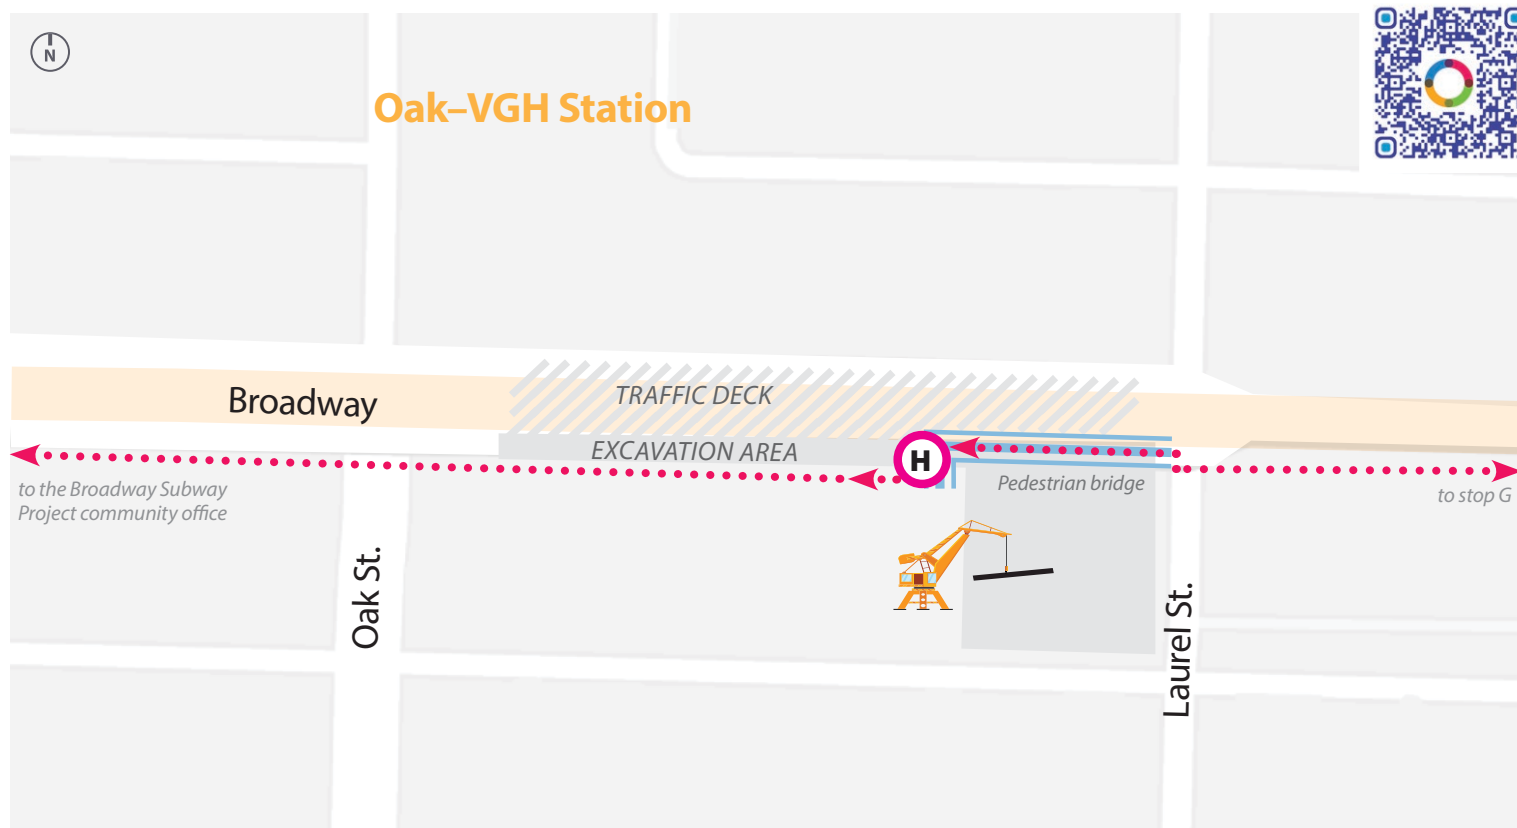 N
Oak–VGH Station
TRAFFIC DECK
Broadway
EXCAVATION AREA
H
Pedestrian bridge
to the Broadway Subway
Project community office
to stop G
Oak St.
Laurel St.